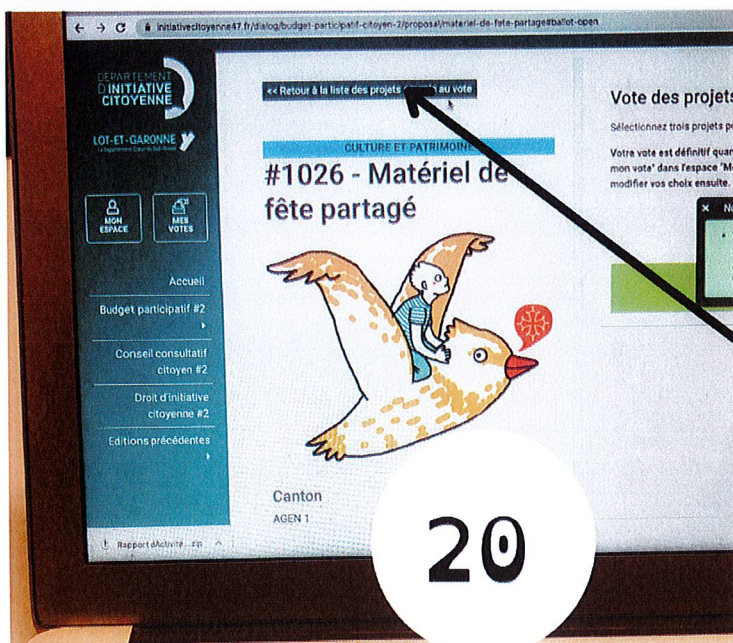 initiativecitoyenne47.fr/dialog/budget-participatif-citoyen-2/proposal/materiel-de-fete-partage#ballot-open
DÉPARTEMENT
D'INITIATIVE
CITOYENNE
LOT-ET-GARONNE
MON
ESPACE
MES
VOTES
Accueil
Budget participatif #2
Conseil consultatif
citoyen #2
Droit d'initiative
citoyenne #2
Editions précédentes
<< Retour à la liste des projets au vote
CULTURE ET PATRIMOINE
#1026 - Matériel de
fête partagé
Canton
AGEN 1
Vote des projets
Sélectionnez trois projets
Votre vote est définitif
mon vote' dans l'espace
modifier vos choix ensuite.
Rapport dActivité....zip
20